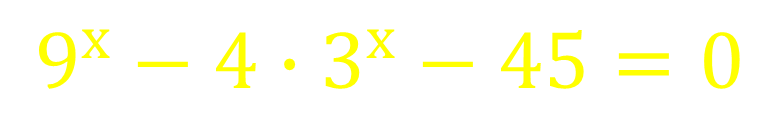 9ˣ − 4 · 3ˣ − 45 = 0